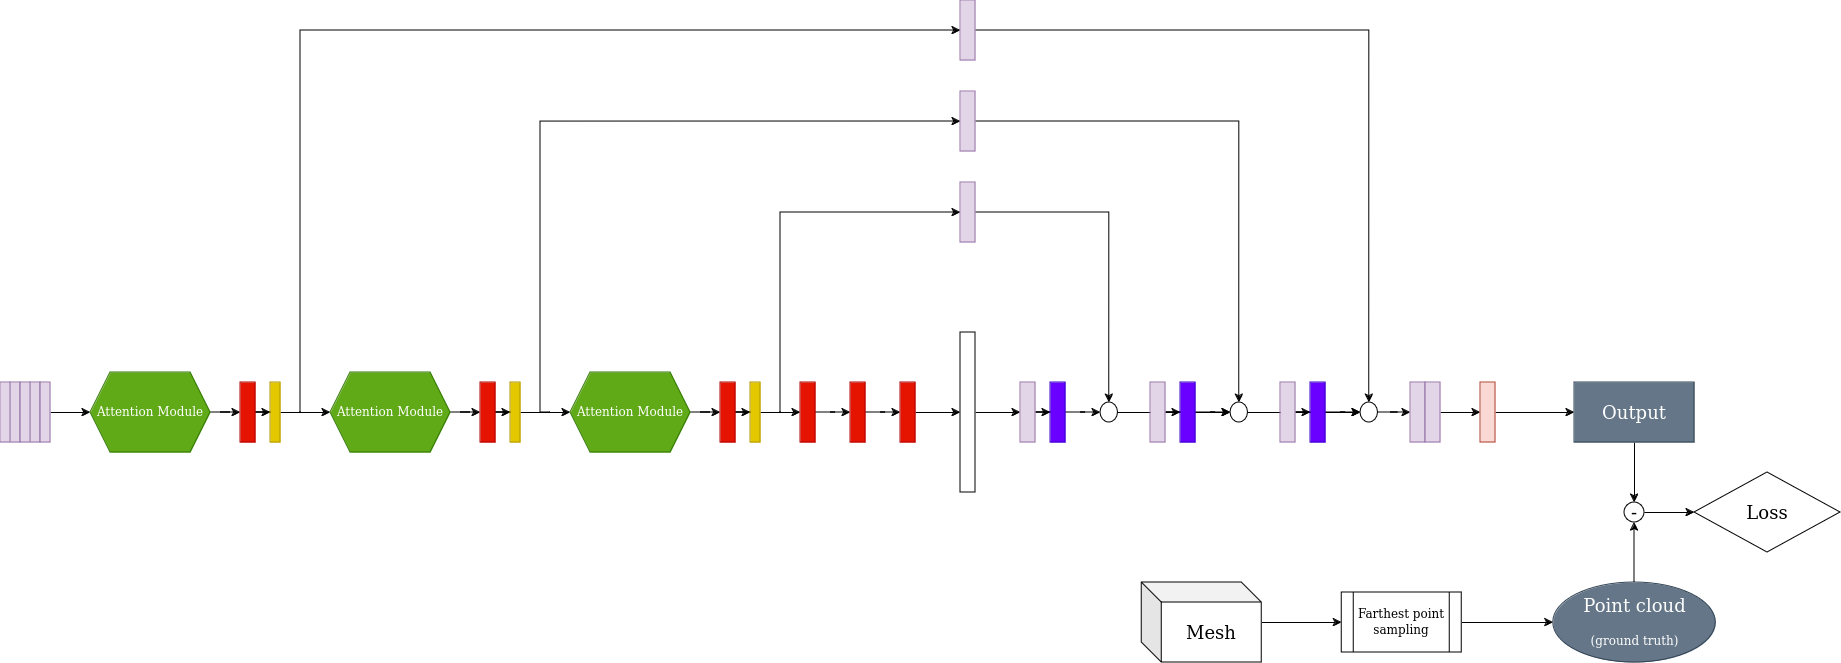 Attention Module
Attention Module
Attention Module
Output
-
Loss
Mesh
Farthest point
sampling
Point cloud
(ground truth)